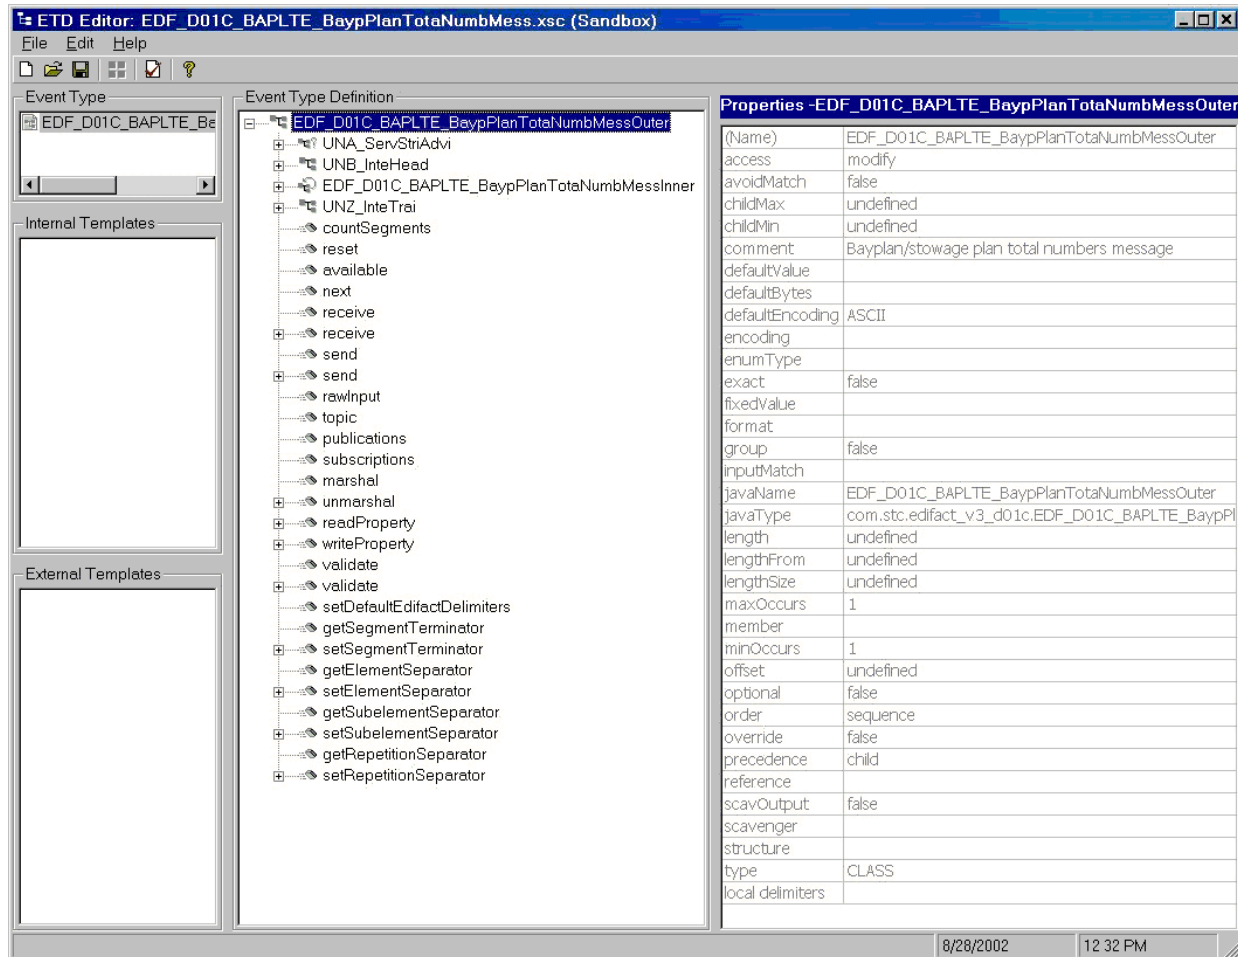 ETD Editor: EDF_D01C_BAPLTE_BaypPlanTotaNumbMess.xsc (Sandbox)
File Edit Help
Event Type
EDF_D01C_BAPLTE_Ba
Internal Templates
External Templates
Event Type Definition
EDF_D01C_BAPLTE_BaypPlanTotaNumbMessOuter
UNA_ServStriAdvi
UNB_InteHead
EDF_D01C_BAPLTE_BaypPlanTotaNumbMessInner
UNZ_InteTrai
countSegments
reset
available
next
receive
receive
send
send
rawInput
topic
publications
subscriptions
marshal
unmarshal
readProperty
writeProperty
validate
validate
setDefaultEdifactDelimiters
getSegmentTerminator
setSegmentTerminator
getElementSeparator
setElementSeparator
getSubelementSeparator
setSubelementSeparator
getRepetitionSeparator
setRepetitionSeparator
Properties -EDF_D01C_BAPLTE_BaypPlanTotaNumbMessOuter
(Name) EDF_D01C_BAPLTE_BaypPlanTotaNumbMessOuter
access modify
avoidMatch false
childMax undefined
childMin undefined
comment Bayplan/stowage plan total numbers message
defaultValue
defaultBytes
defaultEncoding ASCII
encoding
enumType
exact false
fixedValue
format
group false
inputMatch
javaName EDF_D01C_BAPLTE_BaypPlanTotaNumbMessOuter
javaType com.stc.edifact_v3_d01c.EDF_D01C_BAPLTE_BaypPl
length undefined
lengthFrom undefined
lengthSize undefined
maxOccurs 1
member
minOccurs 1
offset undefined
optional false
order sequence
override false
precedence child
reference
scavOutput false
scavenger
structure
type CLASS
local delimiters
8/28/2002 12 32 PM